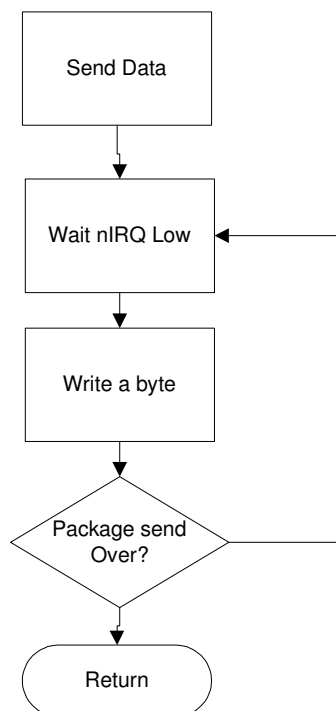 Send Data
Wait nIRQ Low
Write a byte
Package send
Over?
Return